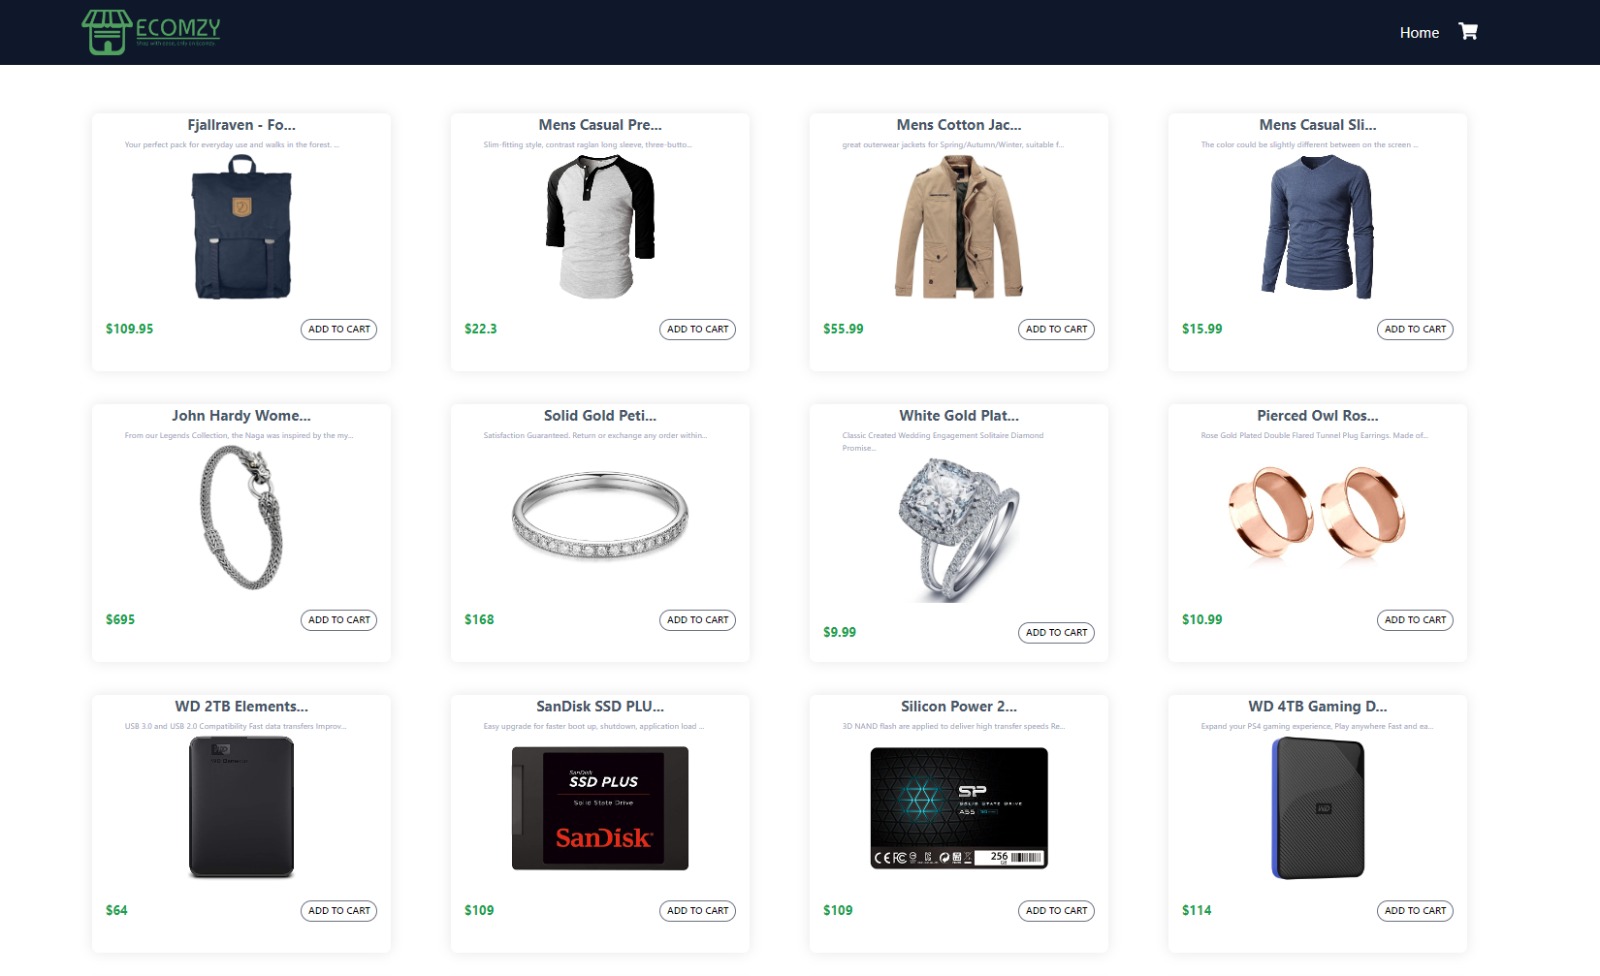 ECOMZY
Home
Fjallraven - Fo...
Your perfect pack for everyday use and walks in the forest. ...
$109.95
ADD TO CART
Mens Casual Pre...
Slim-fitting style, contrast raglan long sleeve, three-butto...
$22.3
ADD TO CART
Mens Cotton Jac...
great outerwear jackets for Spring/Autumn/Winter, suitable f...
$55.99
ADD TO CART
Mens Casual Sli...
The color could be slightly different between on the screen ...
$15.99
ADD TO CART
John Hardy Wome...
From our Legends Collection, the Naga was inspired by the my...
$695
ADD TO CART
Solid Gold Peti...
Satisfaction Guaranteed. Return or exchange any order within...
$168
ADD TO CART
White Gold Plat...
Classic Created Wedding Engagement Solitaire Diamond
Promise...
$9.99
ADD TO CART
Pierced Owl Ros...
Rose Gold Plated Double Flared Tunnel Plug Earrings. Made of...
$10.99
ADD TO CART
WD 2TB Elements...
USB 3.0 and USB 2.0 Compatibility Fast data transfers Improv...
WD
$64
ADD TO CART
SanDisk SSD PLU...
Easy upgrade for faster boot up, shutdown, application load ...
SanDisk
SSD PLUS
Solid State Drive
SanDisk
$109
ADD TO CART
Silicon Power 2...
3D NAND flash are applied to deliver high transfer speeds Re...
SP
SOLID STATE DRIVE
A55
256
$109
ADD TO CART
WD 4TB Gaming D...
Expand your PS4 gaming experience, Play anywhere Fast and ea...
WD
$114
ADD TO CART